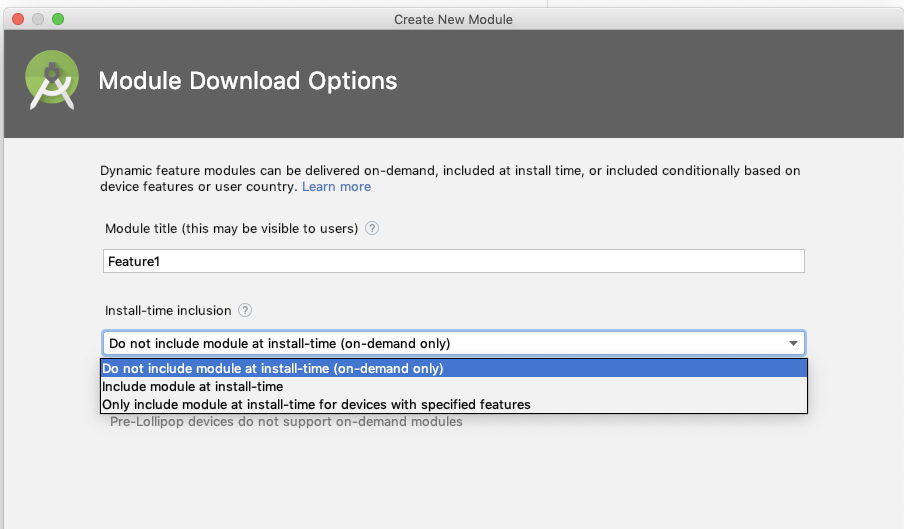 Create New Module
Module Download Options
Dynamic feature modules can be delivered on-demand, included at install time, or included conditionally based on
device features or user country. Learn more
Module title (this may be visible to users) ?
Feature1
Install-time inclusion ?
Do not include module at install-time (on-demand only)
Do not include module at install-time (on-demand only)
Include module at install-time
Only include module at install-time for devices with specified features
Pre-Lollipop devices do not support on-demand modules